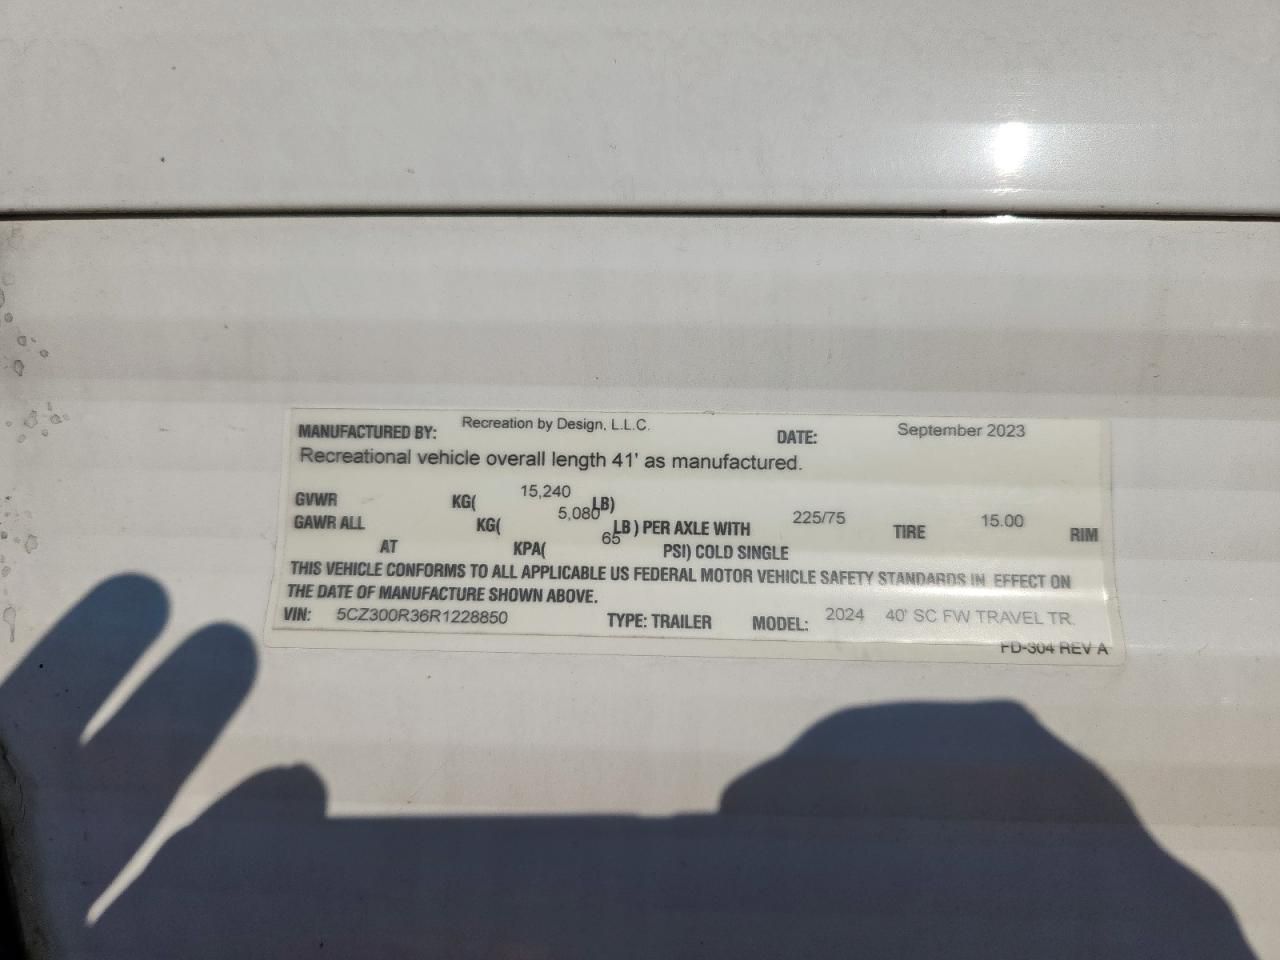 MANUFACTURED BY: Recreation by Design, L.L.C. DATE: September 2023
Recreational vehicle overall length 41' as manufactured.
GVWR KG( 15,240 LB)
GAWR ALL KG( 5,080 LB) PER AXLE WITH 225/75 TIRE 15.00 RIM
AT KPA( 65 PSI) COLD SINGLE
THIS VEHICLE CONFORMS TO ALL APPLICABLE US FEDERAL MOTOR VEHICLE SAFETY STANDARDS IN EFFECT ON
THE DATE OF MANUFACTURE SHOWN ABOVE.
VIN: 5CZ300R36R1228850 TYPE: TRAILER MODEL: 2024 40' SC FW TRAVEL TR.
FD-304 REV A